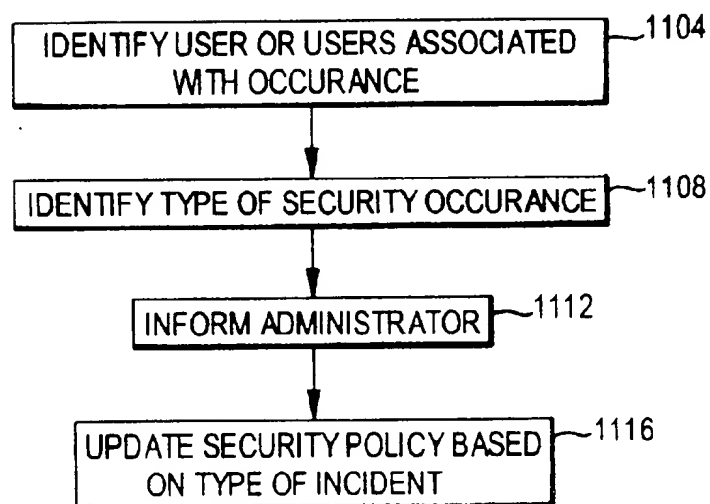 IDENTIFY USER OR USERS ASSOCIATED
WITH OCCURANCE
1104
IDENTIFY TYPE OF SECURITY OCCURANCE
1108
INFORM ADMINISTRATOR
1112
UPDATE SECURITY POLICY BASED
ON TYPE OF INCIDENT
1116